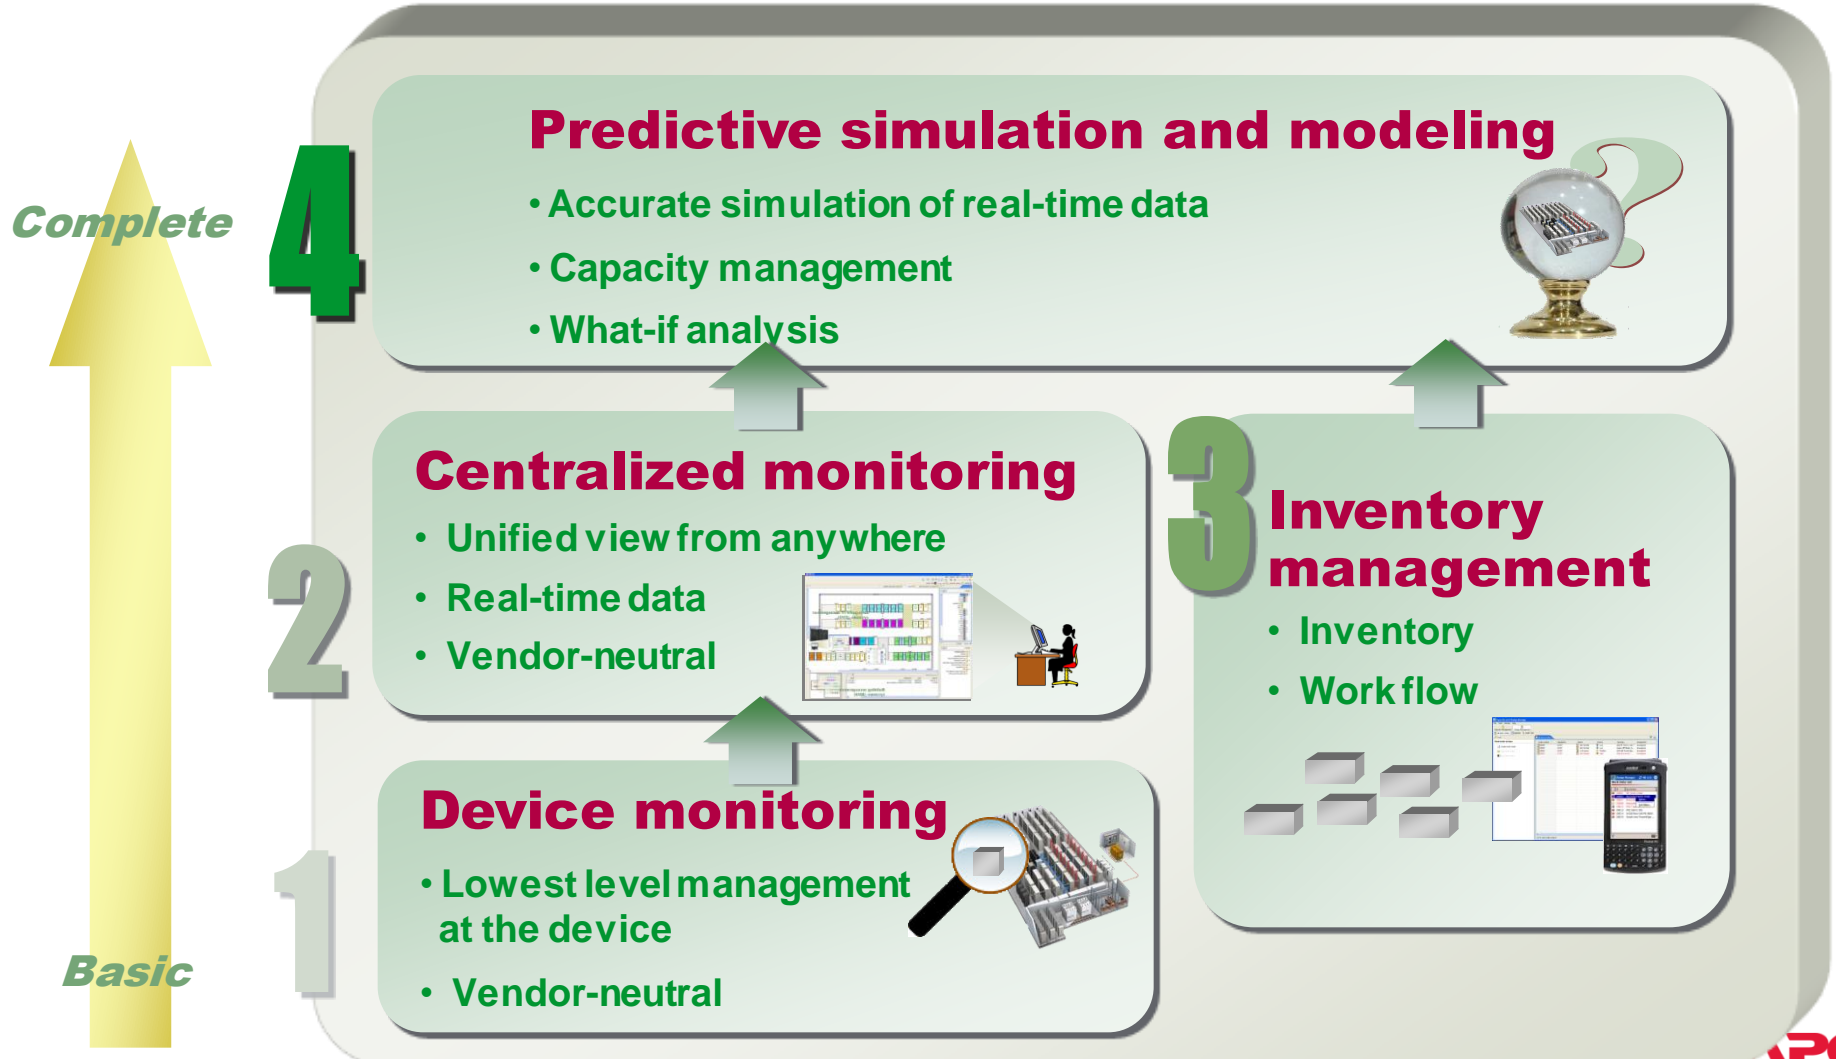 Complete
Basic
4
Predictive simulation and modeling
• Accurate simulation of real-time data
• Capacity management
• What-if analysis
2
Centralized monitoring
• Unified view from anywhere
• Real-time data
• Vendor-neutral
3
Inventory
management
• Inventory
• Work flow
1
Device monitoring
• Lowest level management
at the device
• Vendor-neutral